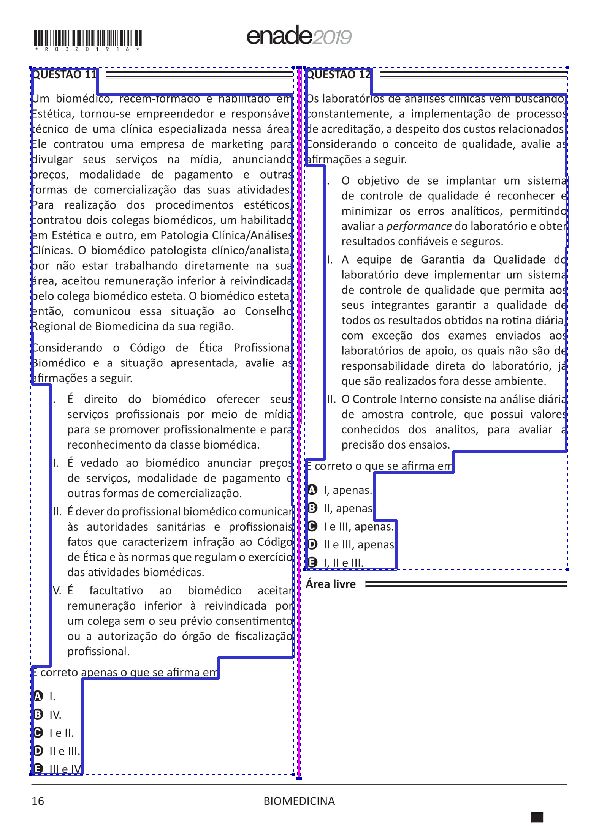 *R0320191​6*
enade2019
QUESTÃO 11
Um biomédico, recém-formado e habilitado em
Estética, tornou-se empreendedor e responsável
técnico de uma clínica especializada nessa área.
Ele contratou uma empresa de marketing para
divulgar seus serviços na mídia, anunciando
preços, modalidade de pagamento e outras
formas de comercialização das suas atividades.
Para realização dos procedimentos estéticos,
contratou dois colegas biomédicos, um habilitado
em Estética e outro, em Patologia Clínica/Análises
Clínicas. O biomédico patologista clínico/analista,
por não estar trabalhando diretamente na sua
área, aceitou remuneração inferior à reivindicada
pelo colega biomédico esteta. O biomédico esteta,
então, comunicou essa situação ao Conselho
Regional de Biomedicina da sua região.
Considerando o Código de Ética Profissional
Biomédico e a situação apresentada, avalie as
afirmações a seguir.
I. É direito do biomédico oferecer seus
serviços profissionais por meio de mídia
para se promover profissionalmente e para
reconhecimento da classe biomédica.
II. É vedado ao biomédico anunciar preços
de serviços, modalidade de pagamento e
outras formas de comercialização.
III. É dever do profissional biomédico comunicar
às autoridades sanitárias e profissionais
fatos que caracterizem infração ao Código
de Ética e às normas que regulam o exercício
das atividades biomédicas.
IV. É facultativo ao biomédico aceitar
remuneração inferior à reivindicada por
um colega sem o seu prévio consentimento
ou a autorização do órgão de fiscalização
profissional.
É correto apenas o que se afirma em
A I.
B IV.
C I e II.
D II e III.
E III e IV.
QUESTÃO 12
Os laboratórios de análises clínicas vêm buscando,
constantemente, a implementação de processos
de acreditação, a despeito dos custos relacionados.
Considerando o conceito de qualidade, avalie as
afirmações a seguir.
I. O objetivo de se implantar um sistema
de controle de qualidade é reconhecer e
minimizar os erros analíticos, permitindo
avaliar a performance do laboratório e obter
resultados confiáveis e seguros.
II. A equipe de Garantia da Qualidade do
laboratório deve implementar um sistema
de controle de qualidade que permita aos
seus integrantes garantir a qualidade de
todos os resultados obtidos na rotina diária,
com exceção dos exames enviados aos
laboratórios de apoio, os quais não são de
responsabilidade direta do laboratório, já
que são realizados fora desse ambiente.
III. O Controle Interno consiste na análise diária
de amostra controle, que possui valores
conhecidos dos analitos, para avaliar a
precisão dos ensaios.
É correto o que se afirma em
A I, apenas.
B II, apenas.
C I e III, apenas.
D II e III, apenas.
E I, II e III.
Área livre
16
BIOMEDICINA